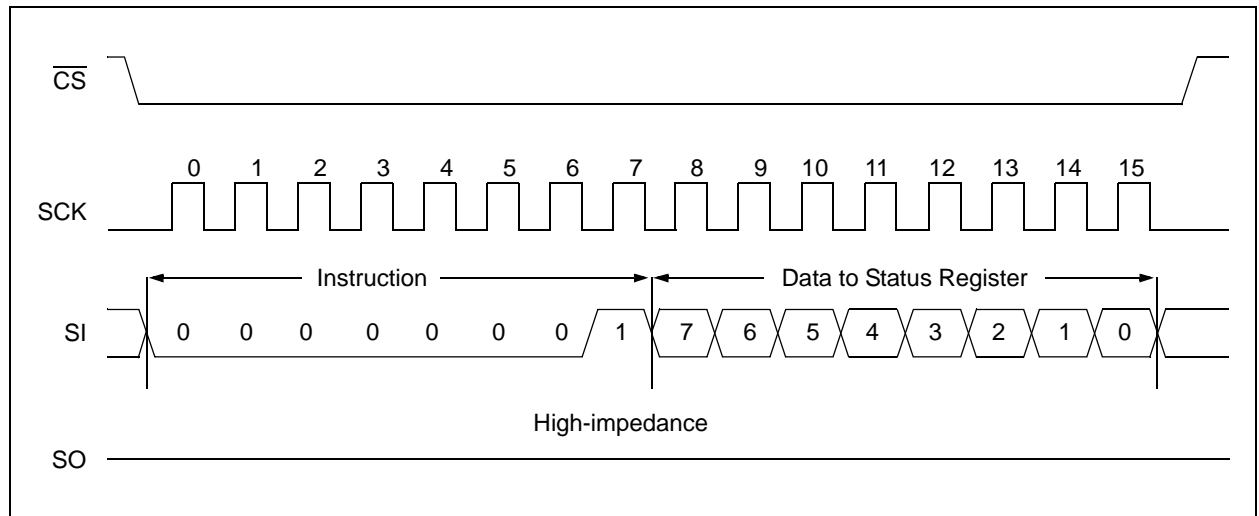 CS
0 1 2 3 4 5 6 7 8 9 10 11 12 13 14 15
SCK
Instruction Data to Status Register
SI 0 0 0 0 0 0 0 1 7 6 5 4 3 2 1 0
High-impedance
SO